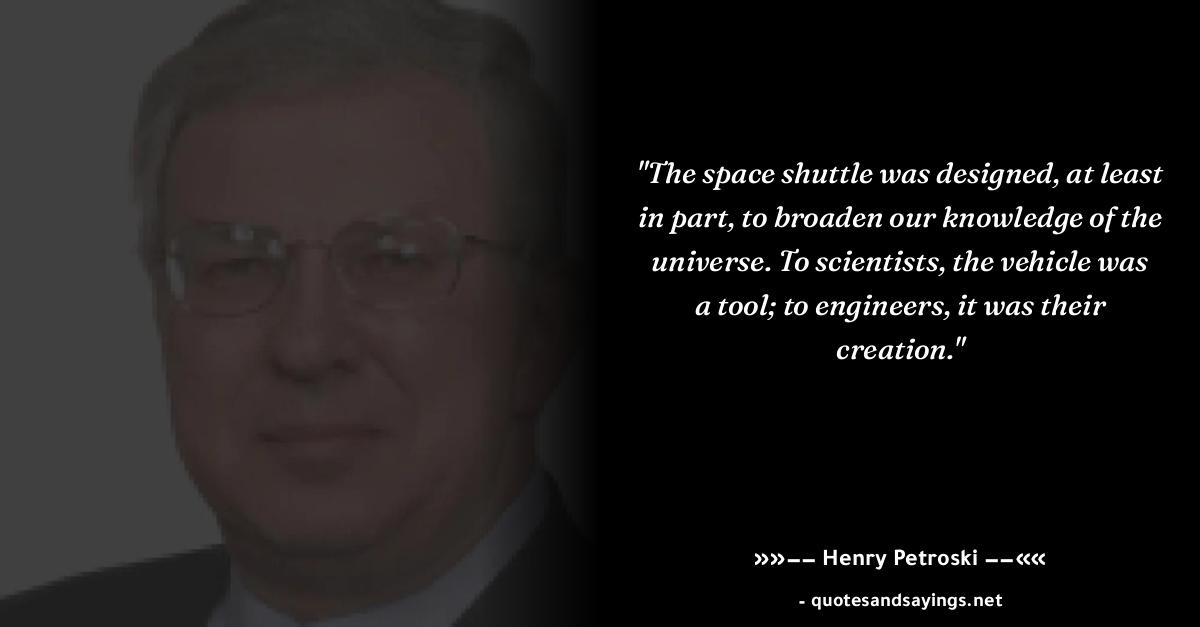 "The space shuttle was designed, at least
in part, to broaden our knowledge of the
universe. To scientists, the vehicle was
a tool; to engineers, it was their
creation."
»»―― Henry Petroski ――««
- quotesandsayings.net